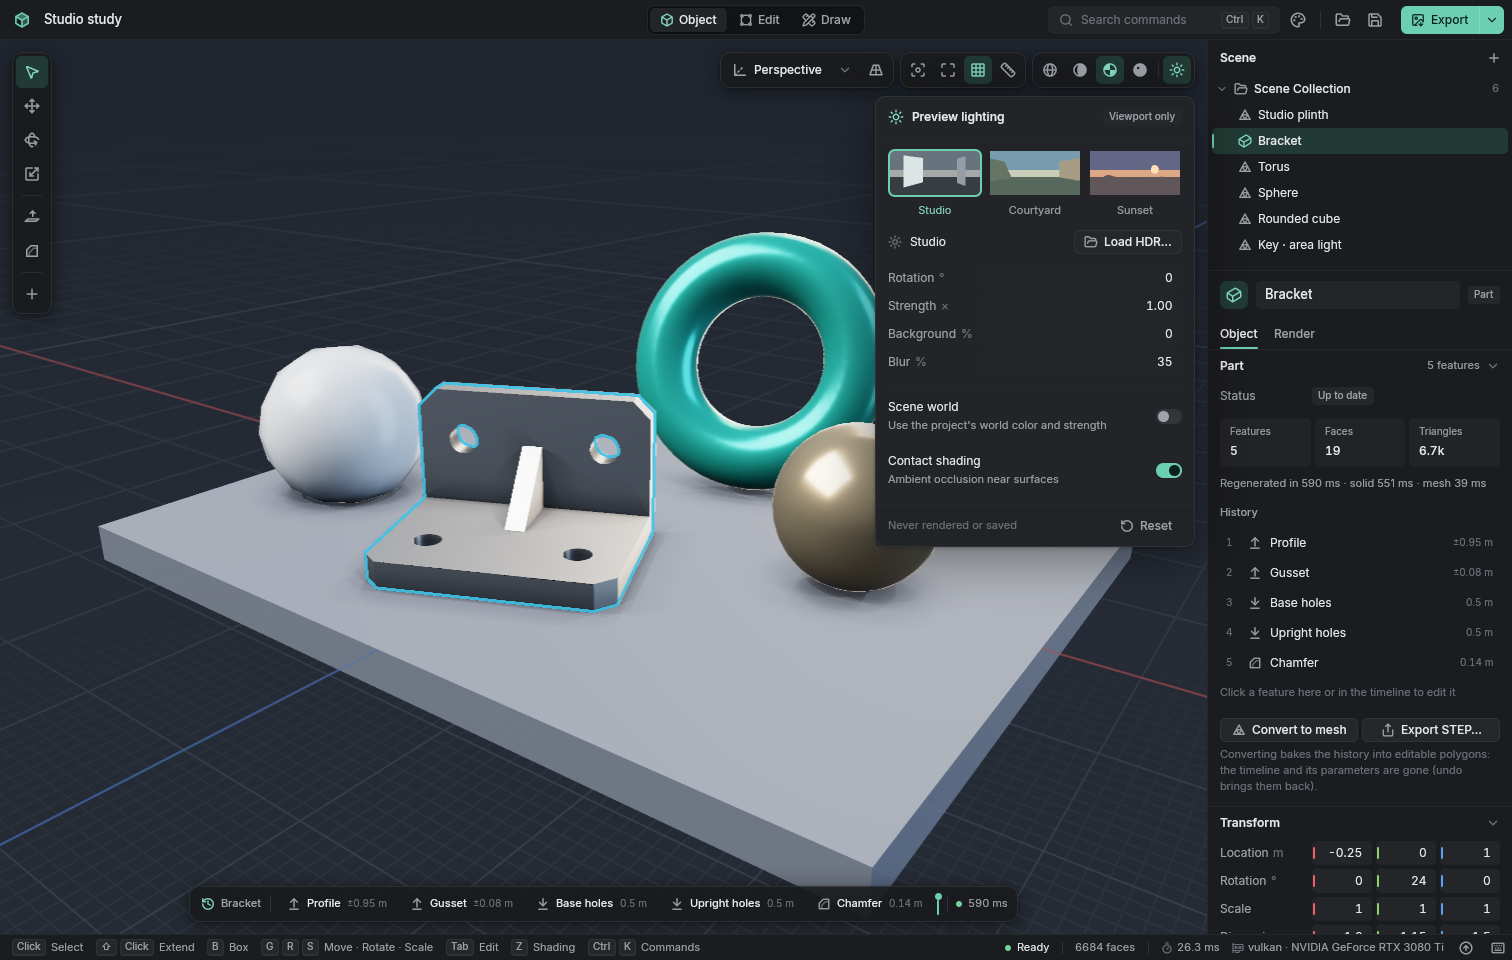 Studio study
Object
Edit
Draw
Search commands
Ctrl
K
Export
Perspective
Preview lighting
Viewport only
Studio
Courtyard
Sunset
Studio
Load HDR...
Rotation °
0
Strength ×
1.00
Background %
0
Blur %
35
Scene world
Use the project's world color and strength
Contact shading
Ambient occlusion near surfaces
Never rendered or saved
Reset
Scene
Scene Collection
6
Studio plinth
Bracket
Torus
Sphere
Rounded cube
Key · area light
Bracket
Part
Object
Render
Part
5 features
Status
Up to date
Features
5
Faces
19
Triangles
6.7k
Regenerated in 590 ms · solid 551 ms · mesh 39 ms
History
1 Profile ±0.95 m
2 Gusset ±0.08 m
3 Base holes 0.5 m
4 Upright holes 0.5 m
5 Chamfer 0.14 m
Click a feature here or in the timeline to edit it
Convert to mesh
Export STEP...
Converting bakes the history into editable polygons:
the timeline and its parameters are gone (undo
brings them back).
Transform
Location m -0.25 0 1
Rotation ° 0 24 0
Scale 1 1 1
Bracket
Profile ±0.95 m
Gusset ±0.08 m
Base holes 0.5 m
Upright holes 0.5 m
Chamfer 0.14 m
590 ms
Click Select
Click Extend
B Box
G R S Move · Rotate · Scale
Tab Edit
Z Shading
Ctrl K Commands
Ready
6684 faces
26.3 ms
vulkan · NVIDIA GeForce RTX 3080 Ti